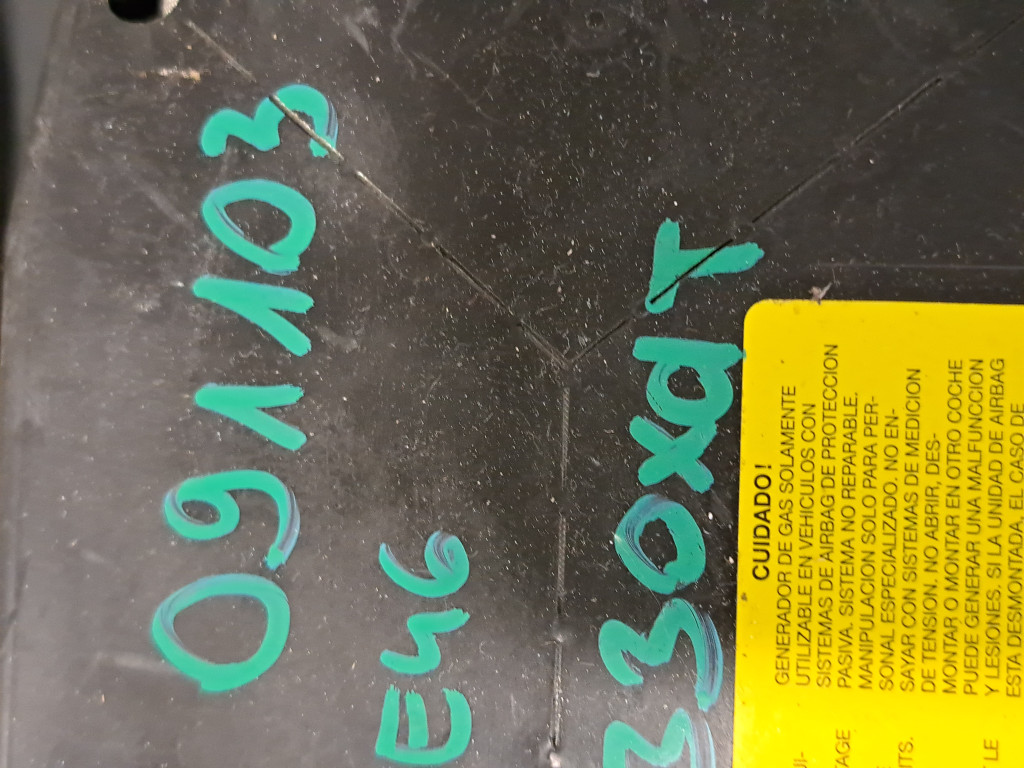 091103
E46
330xdT
CUIDADO!
GENERADOR DE GAS SOLAMENTE
UTILIZABLE EN VEHICULOS CON
SISTEMAS DE AIRBAG DE PROTECCION
PASIVA. SISTEMA NO REPARABLE.
MANIPULACION SOLO PARA PER-
SONAL ESPECIALIZADO. NO EN-
SAYAR CON SISTEMAS DE MEDICION
DE TENSION. NO ABRIR, DES-
MONTAR O MONTAR EN OTRO COCHE
PUEDE GENERAR UNA MALFUNCCION
Y LESIONES. SI LA UNIDAD DE AIRBAG
ESTA DESMONTADA, EL CASO DE